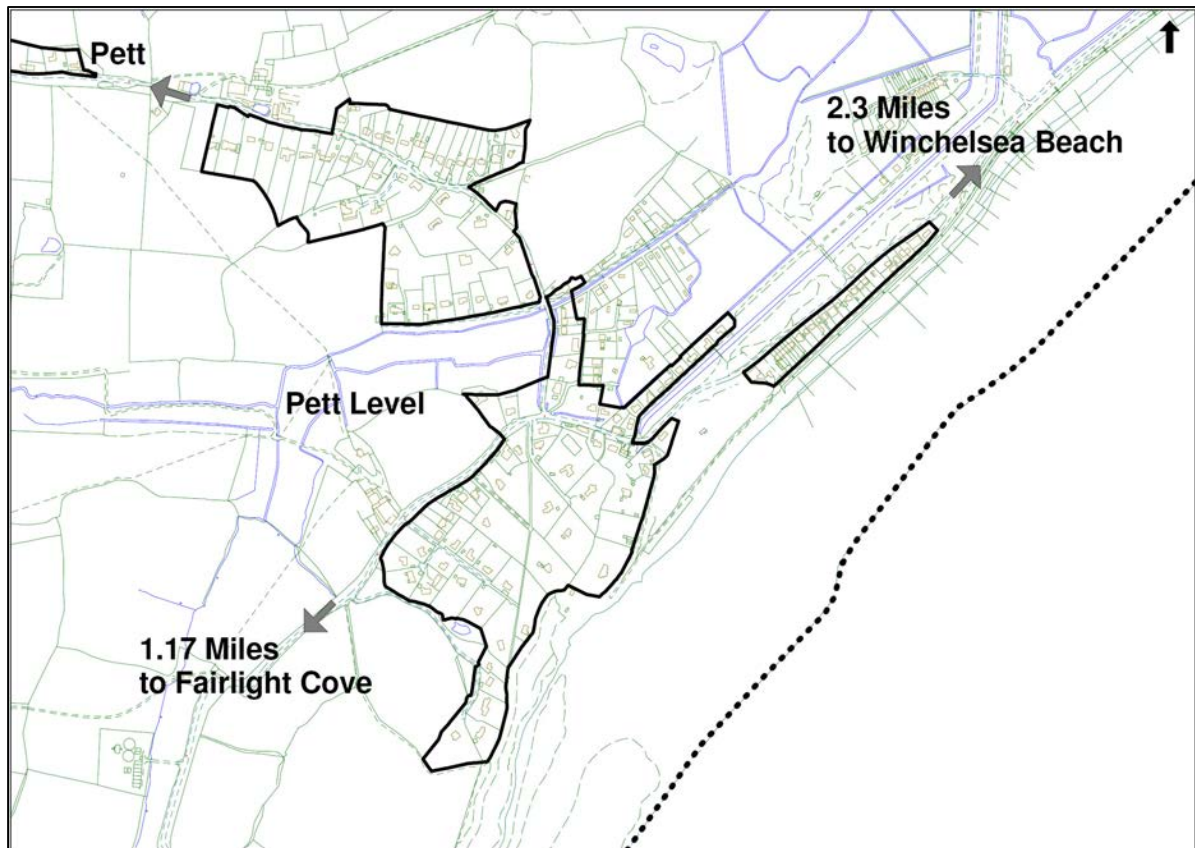 Pett
2.3 Miles
to Winchelsea Beach
Pett Level
1.17 Miles
to Fairlight Cove